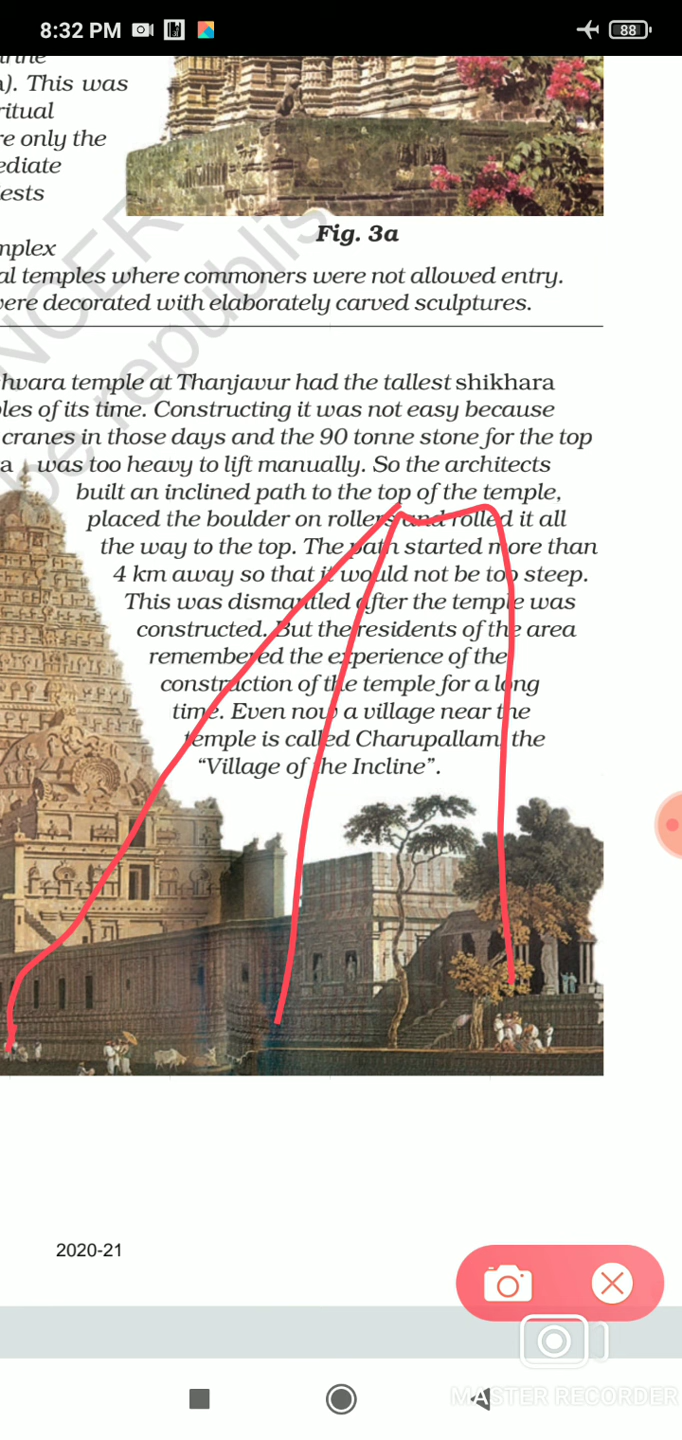 8:32 PM 88
). This was
ritual
re only the
ediate
ests
Fig. 3a
mplex
al temples where commoners were not allowed entry.
were decorated with elaborately carved sculptures.
hvara temple at Thanjavur had the tallest shikhara
les of its time. Constructing it was not easy because
cranes in those days and the 90 tonne stone for the top
a was too heavy to lift manually. So the architects
built an inclined path to the top of the temple,
placed the boulder on rollers and rolled it all
the way to the top. The path started more than
4 km away so that it would not be too steep.
This was dismantled after the temple was
constructed. But the residents of the area
remembered the experience of the
construction of the temple for a long
time. Even now a village near the
temple is called Charupallam, the
“Village of the Incline”.
NCER
be republis
2020-21
MASTER RECORDER